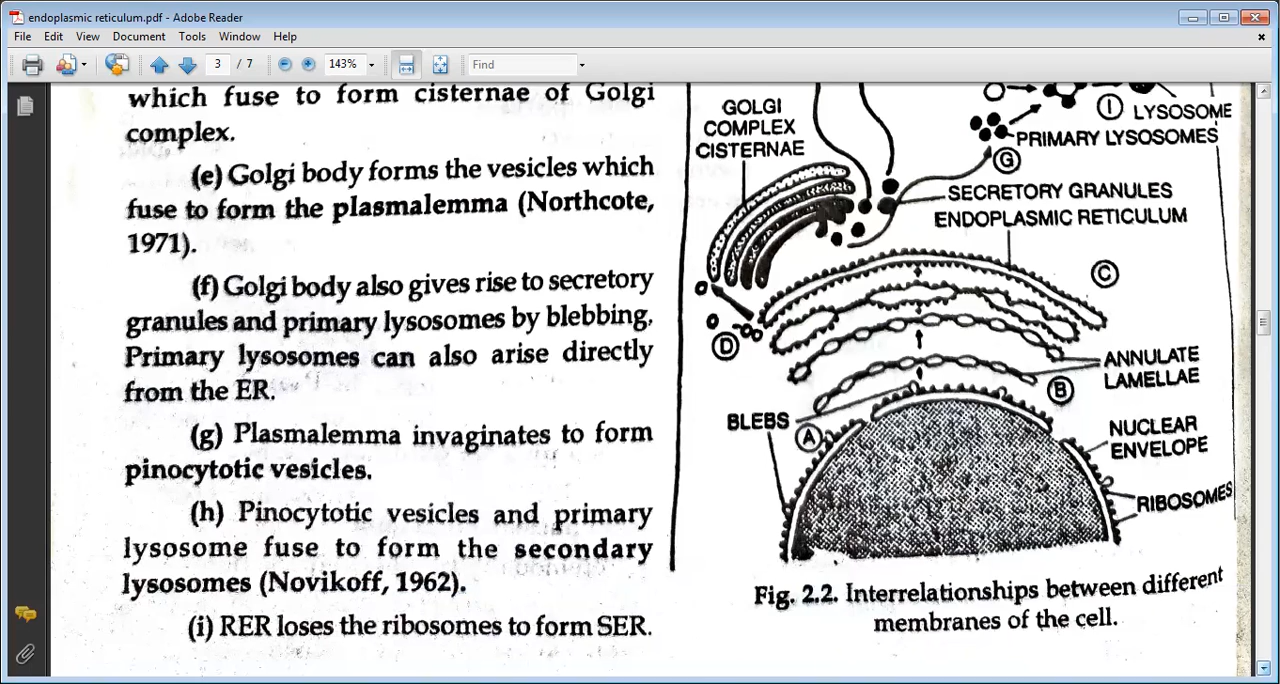 endoplasmic reticulum.pdf - Adobe Reader
File Edit View Document Tools Window Help
3 / 7 143% Find
which fuse to form cisternae of Golgi
complex.
(e) Golgi body forms the vesicles which
fuse to form the plasmalemma (Northcote,
1971).
(f) Golgi body also gives rise to secretory
granules and primary lysosomes by blebbing.
Primary lysosomes can also arise directly
from the ER.
(g) Plasmalemma invaginates to form
pinocytotic vesicles.
(h) Pinocytotic vesicles and primary
lysosome fuse to form the secondary
lysosomes (Novikoff, 1962).
(i) RER loses the ribosomes to form SER.
GOLGI
COMPLEX
CISTERNAE
I
LYSOSOME
PRIMARY LYSOSOMES
G
SECRETORY GRANULES
ENDOPLASMIC RETICULUM
C
D
ANNULATE
LAMELLAE
B
BLEBS
A
NUCLEAR
ENVELOPE
RIBOSOMES
Fig. 2.2. Interrelationships between different
membranes of the cell.